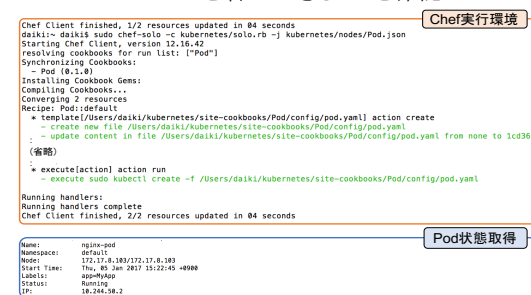 Chef実行環境
Chef Client finished, 1/2 resources updated in 04 seconds
daiki:~ daiki$ sudo chef-solo -c kubernetes/solo.rb -j kubernetes/nodes/Pod.json
Starting Chef Client, version 12.16.42
resolving cookbooks for run list: ["Pod"]
Synchronizing Cookbooks:
- Pod (0.1.0)
Installing Cookbook Gems:
Compiling Cookbooks...
Converging 2 resources
Recipe: Pod::default
* template[/Users/daiki/kubernetes/site-cookbooks/Pod/config/pod.yaml] action create
- create new file /Users/daiki/kubernetes/site-cookbooks/Pod/config/pod.yaml
- update content in file /Users/daiki/kubernetes/site-cookbooks/Pod/config/pod.yaml from none to 1cd36
:
(省略)
:
* execute[action] action run
- execute sudo kubectl create -f /Users/daiki/kubernetes/site-cookbooks/Pod/config/pod.yaml
Running handlers:
Running handlers complete
Chef Client finished, 2/2 resources updated in 04 seconds
Pod状態取得
Name: nginx-pod
Namespace: default
Node: 172.17.8.103/172.17.8.103
Start Time: Thu, 05 Jan 2017 15:22:45 +0900
Labels: app=MyApp
Status: Running
IP: 10.244.50.2